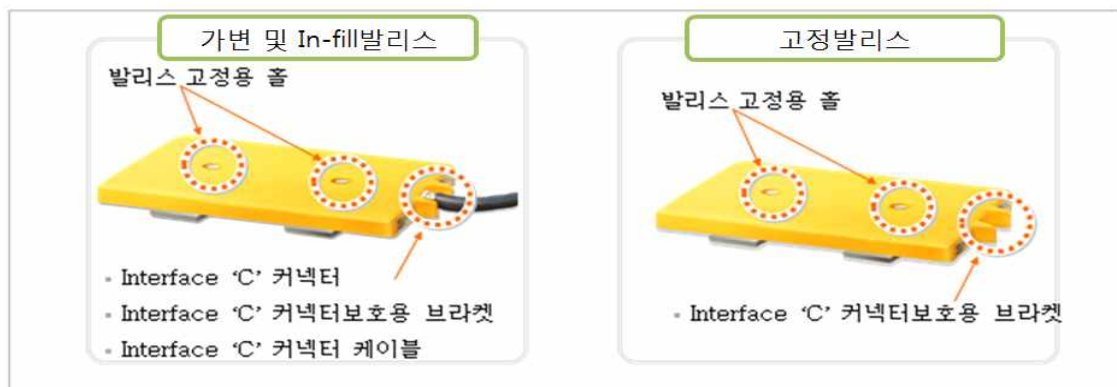 가변 및 In-fill발리스
발리스 고정용 홀
▪ Interface ‘C’ 커넥터
▪ Interface ‘C’ 커넥터보호용 브라켓
▪ Interface ‘C’ 커넥터 케이블
고정발리스
발리스 고정용 홀
▪ Interface ‘C’ 커넥터보호용 브라켓